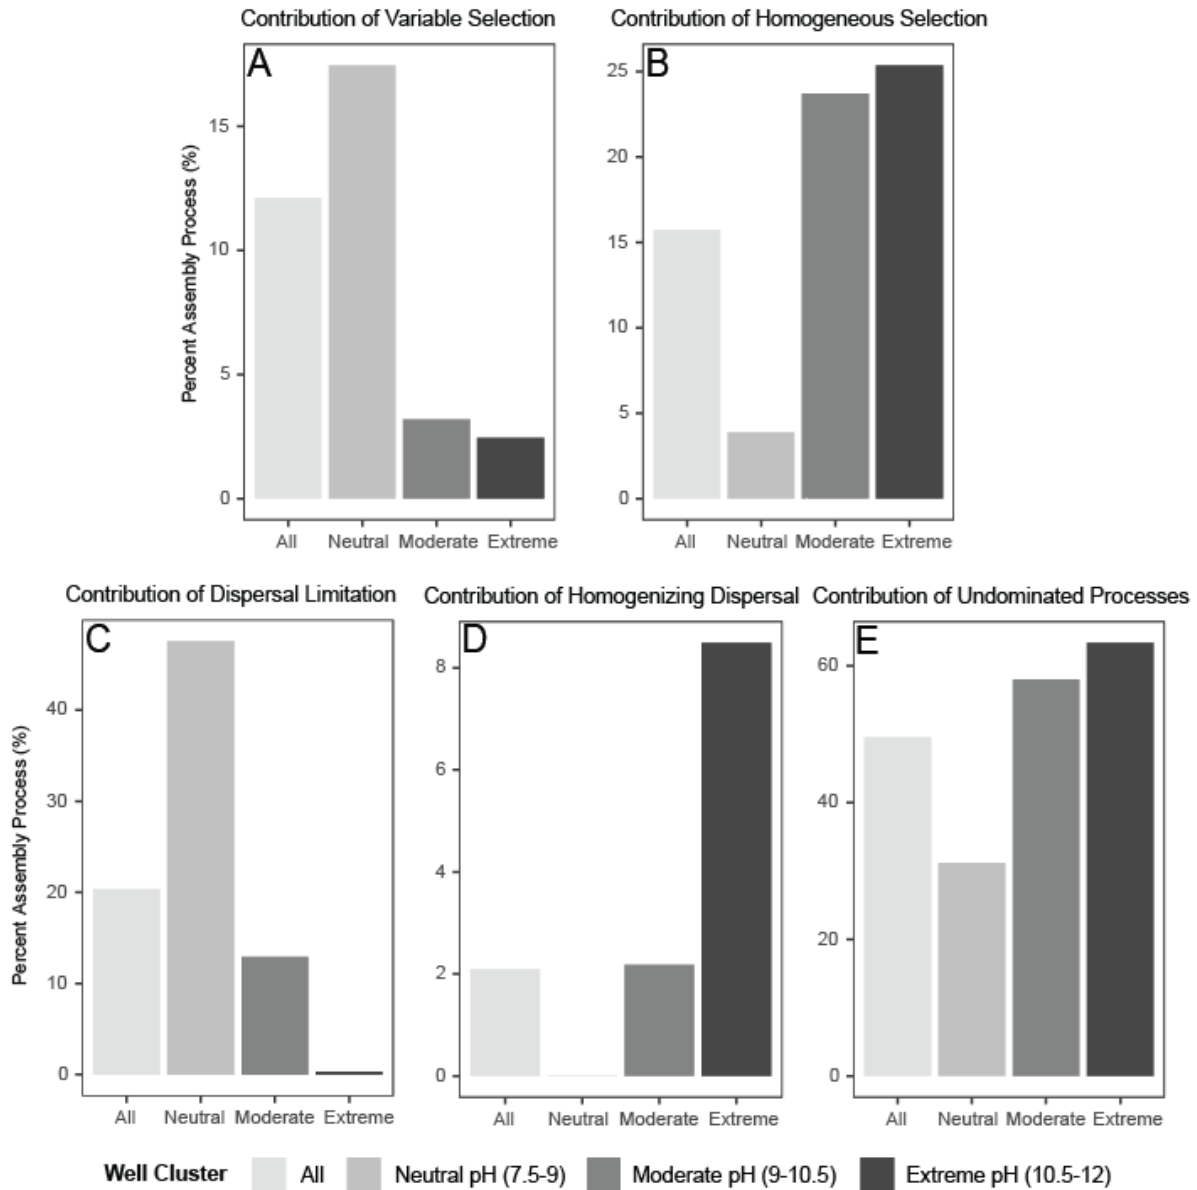 Contribution of Variable Selection
Contribution of Homogeneous Selection
A
B
Percent Assembly Process (%)
15
10
5
0
All Neutral Moderate Extreme
25
20
15
10
5
0
All Neutral Moderate Extreme
Contribution of Dispersal Limitation
Contribution of Homogenizing Dispersal
Contribution of Undominated Processes
C
D
E
Percent Assembly Process (%)
40
30
20
10
0
All Neutral Moderate Extreme
8
6
4
2
0
All Neutral Moderate Extreme
60
40
20
0
All Neutral Moderate Extreme
Well Cluster All Neutral pH (7.5-9) Moderate pH (9-10.5) Extreme pH (10.5-12)